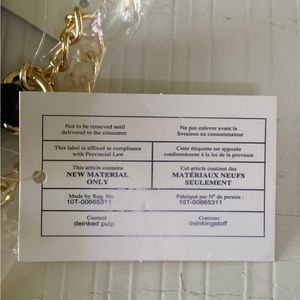 Not to be removed until
delivered to the consumer
Ne pas enlever avant la
livraison au consommateur
This label is affixed in compliance
with Provincial Law
Cette étiquette est apposée
conformément à la loi de la province
This article contains
NEW MATERIAL
ONLY
Cet article contient des
MATÉRIAUX NEUFS
SEULEMENT
Made by Reg. No.
10T-00665311
Fabriqué par Nº de permis :
10T-00665311
Content
deinked pulp
Contenu
deinkingstoff